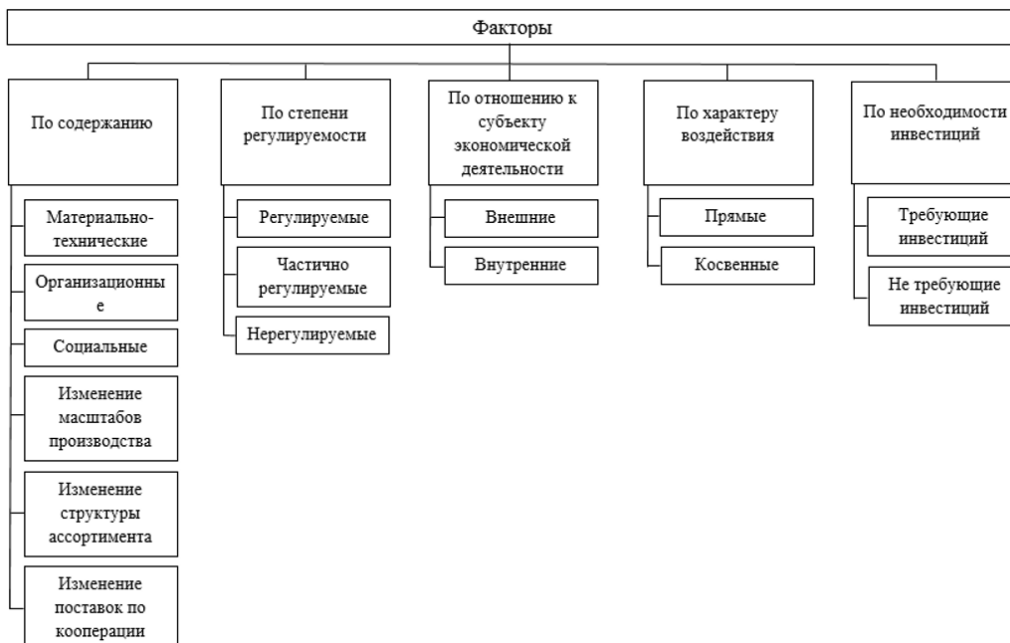 Факторы
По содержанию
По степени
регулируемости
По отношению к
субъекту
экономической
деятельности
По характеру
воздействия
По необходимости
инвестиций
Материально-
технические
Организационны
е
Социальные
Изменение
масштабов
производства
Изменение
структуры
ассортимента
Изменение
поставок по
кооперации
Регулируемые
Частично
регулируемые
Нерегулируемые
Внешние
Внутренние
Прямые
Косвенные
Требующие
инвестиций
Не требующие
инвестиций